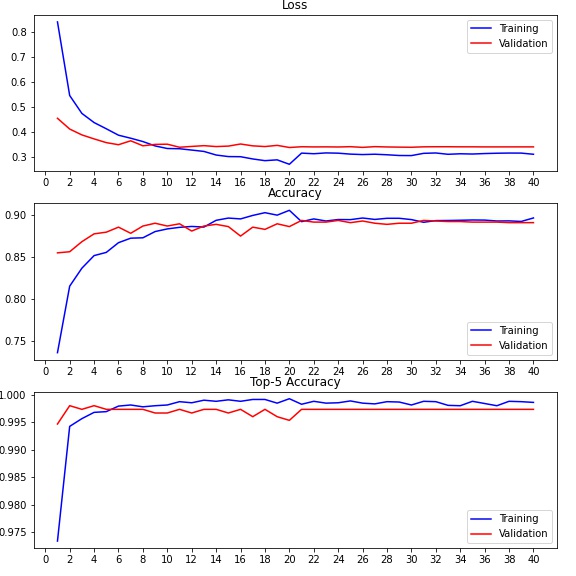 Loss
0.8
0.7
0.6
0.5
0.4
0.3
Training
Validation
0 2 4 6 8 10 12 14 16 18 20 22 24 26 28 30 32 34 36 38 40
Accuracy
0.90
0.85
0.80
0.75
Training
Validation
0 2 4 6 8 10 12 14 16 18 20 22 24 26 28 30 32 34 36 38 40
Top-5 Accuracy
1.000
0.995
0.990
0.985
0.980
0.975
Training
Validation
0 2 4 6 8 10 12 14 16 18 20 22 24 26 28 30 32 34 36 38 40